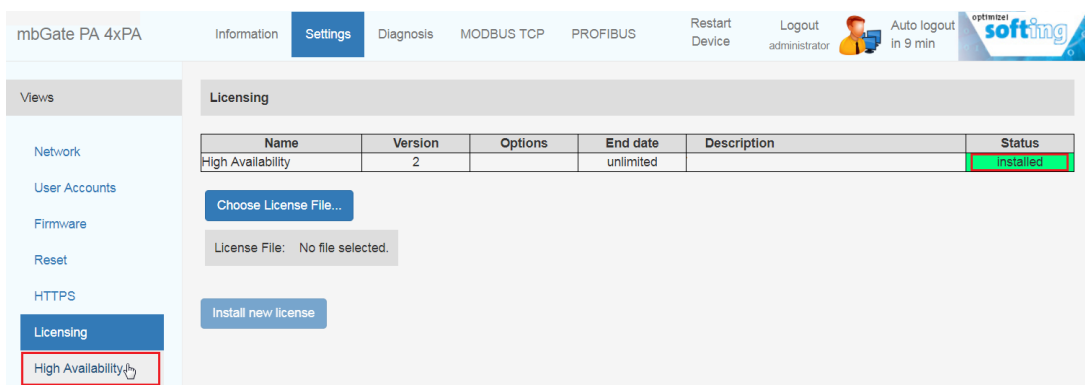 mbGate PA 4xPA
Information Settings Diagnosis MODBUS TCP PROFIBUS Restart Device Logout administrator Auto logout in 9 min optimize! softing
Views
Network
User Accounts
Firmware
Reset
HTTPS
Licensing
High Availability
Licensing
Name Version Options End date Description Status
High Availability 2 unlimited installed
Choose License File...
License File: No file selected.
Install new license